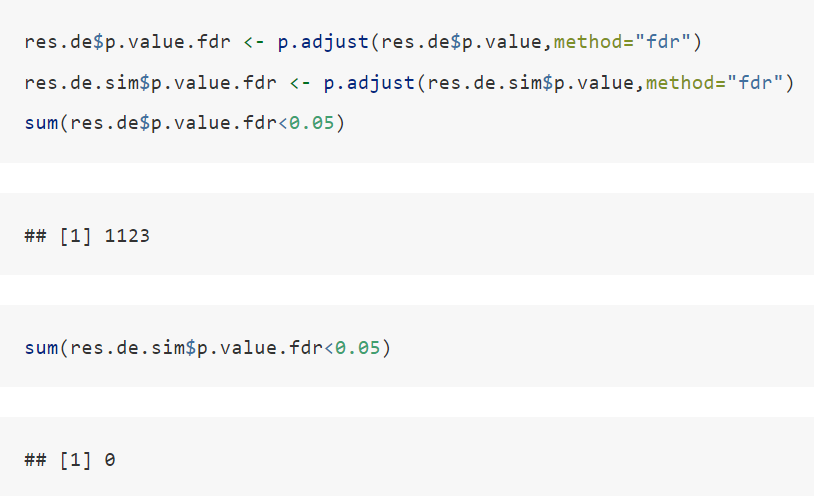 res.de$p.value.fdr <- p.adjust(res.de$p.value,method="fdr")
res.de.sim$p.value.fdr <- p.adjust(res.de.sim$p.value,method="fdr")
sum(res.de$p.value.fdr<0.05)
## [1] 1123
sum(res.de.sim$p.value.fdr<0.05)
## [1] 0